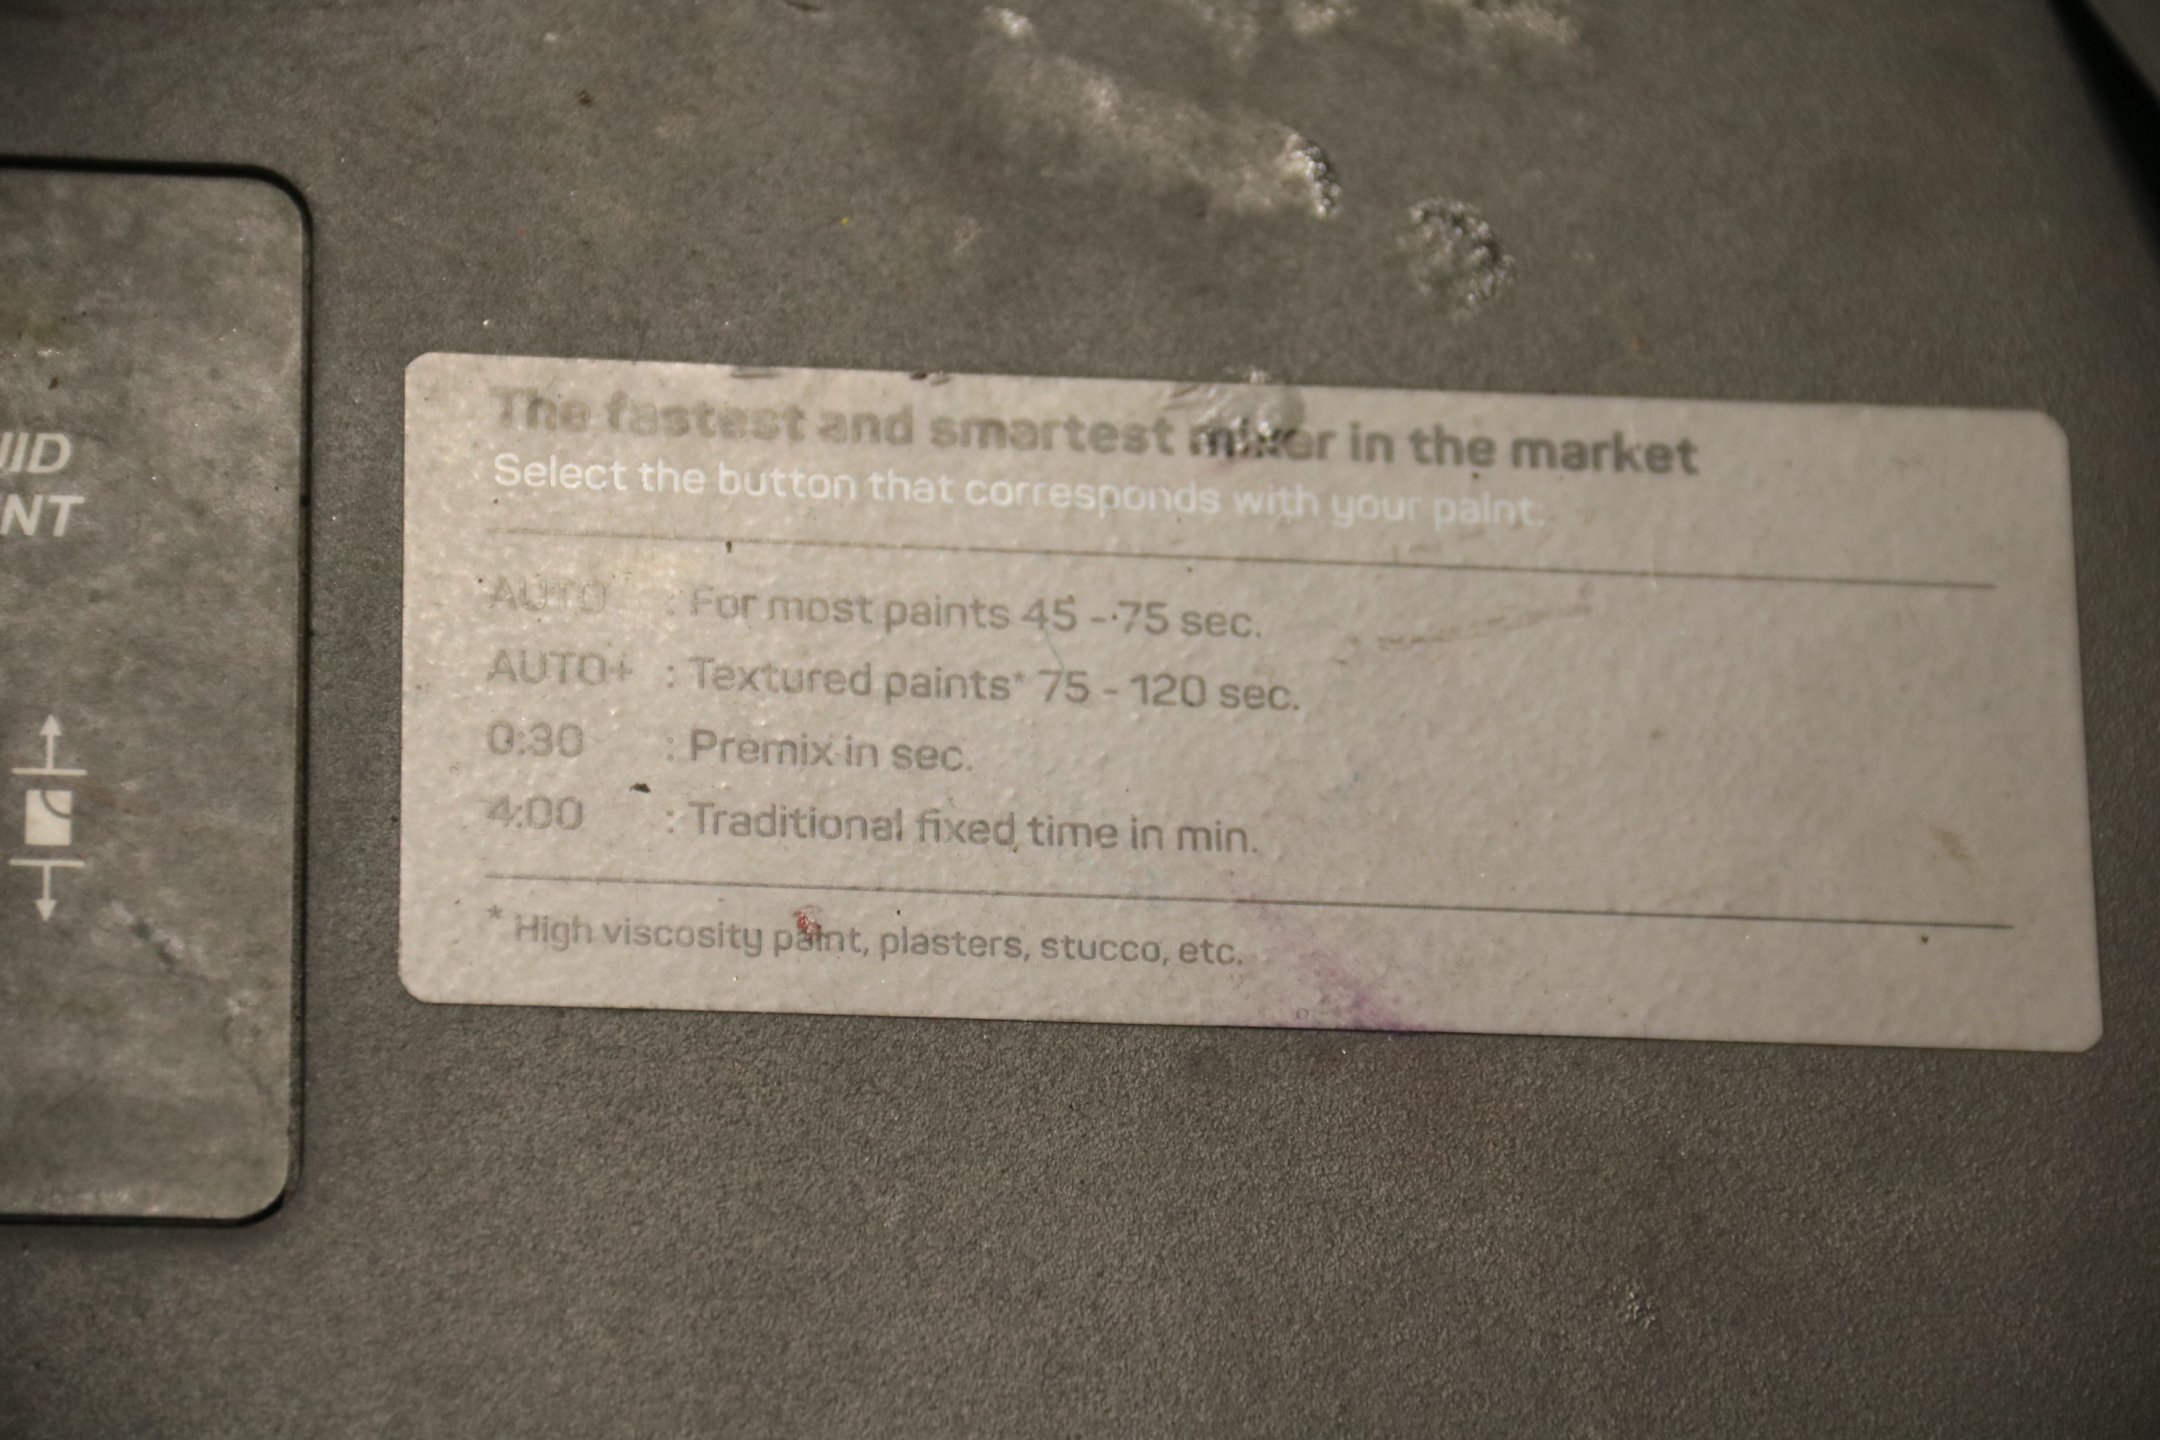 The fastest and smartest mixer in the market
Select the button that corresponds with your paint:
AUTO : For most paints 45 - 75 sec.
AUTO+ : Textured paints* 75 - 120 sec.
0:30 : Premix in sec.
4:00 : Traditional fixed time in min.
* High viscosity paint, plasters, stucco, etc.